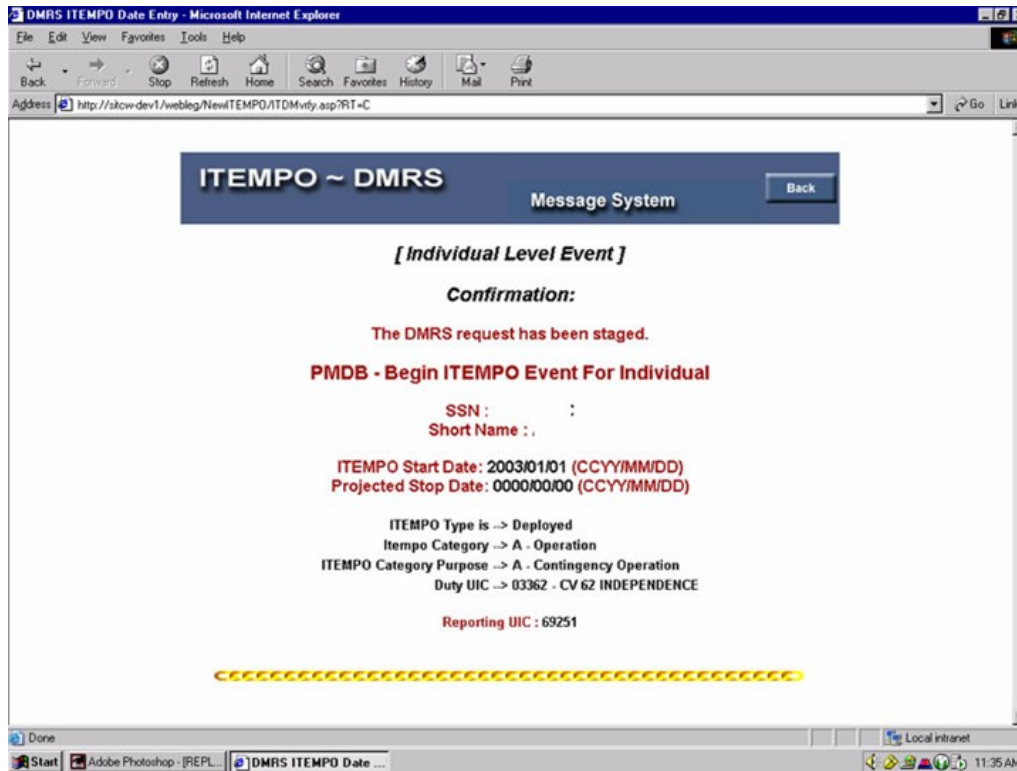 DMRS ITEMPO Date Entry - Microsoft Internet Explorer
File Edit View Favorites Tools Help
Back Forward Stop Refresh Home Search Favorites History Mail Print
Address http://sitcw-dev1/webleg/NewITEMPO/ITDMvrfy.asp?RT=C Go Link
ITEMPO ~ DMRS
Message System
Back
[ Individual Level Event ]
Confirmation:
The DMRS request has been staged.
PMDB - Begin ITEMPO Event For Individual
SSN : :
Short Name : .
ITEMPO Start Date: 2003/01/01 (CCYY/MM/DD)
Projected Stop Date: 0000/00/00 (CCYY/MM/DD)
ITEMPO Type is --> Deployed
Itempo Category --> A - Operation
ITEMPO Category Purpose --> A - Contingency Operation
Duty UIC --> 03362 - CV 62 INDEPENDENCE
Reporting UIC : 69251
Done Local intranet
Start Adobe Photoshop - [REPL... DMRS ITEMPO Date ... 11:35 AM